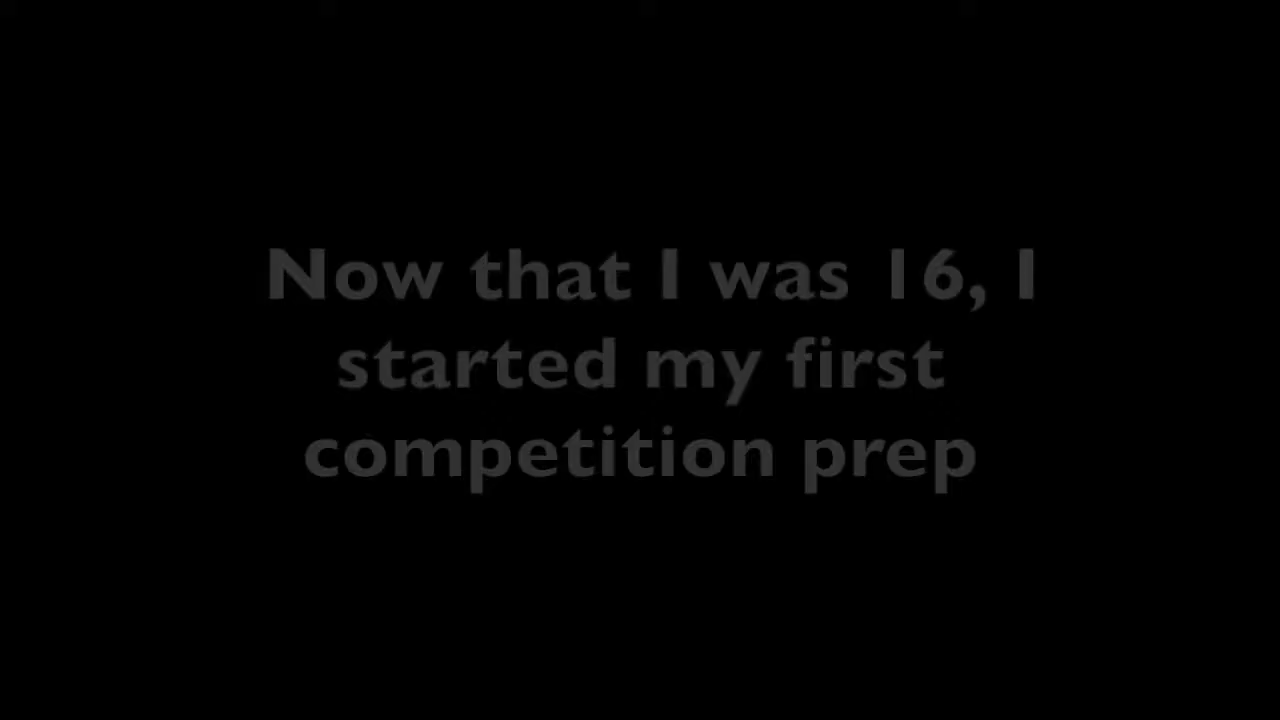 Now that I was 16, I
started my first
competition prep